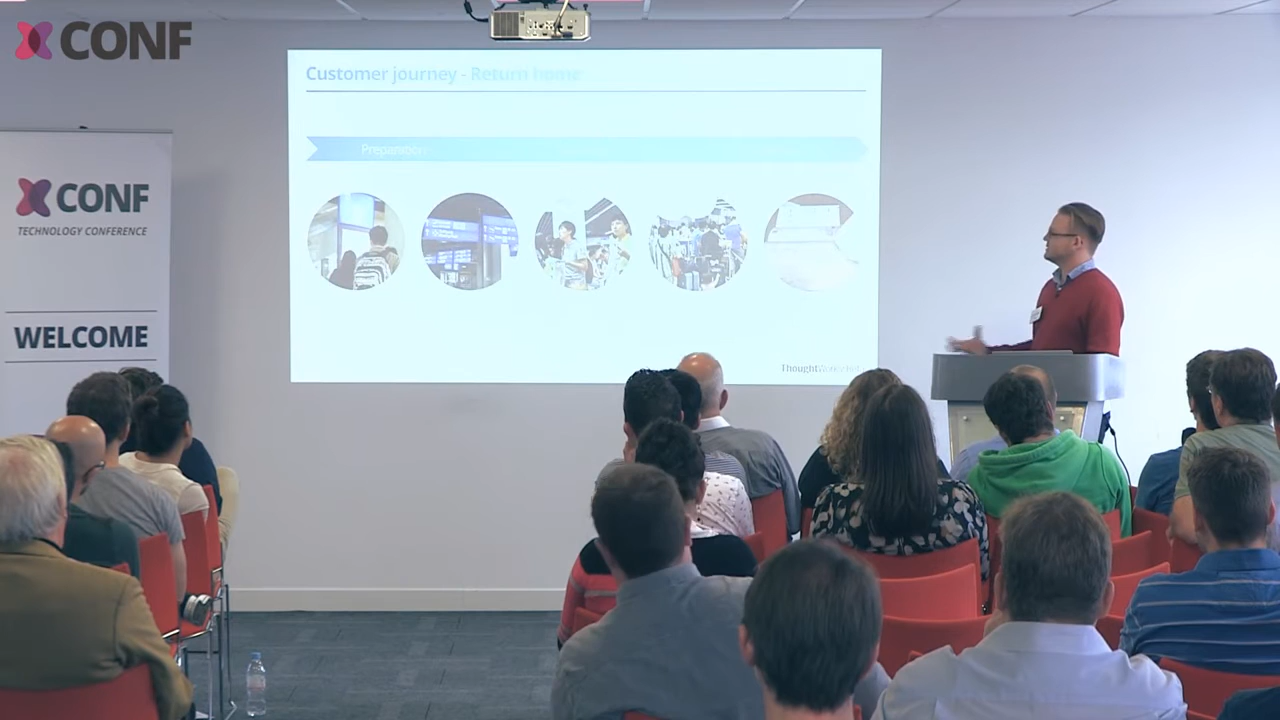 CONF
Customer journey - Return home
Preparation
CONF
TECHNOLOGY CONFERENCE
WELCOME
ThoughtWorks